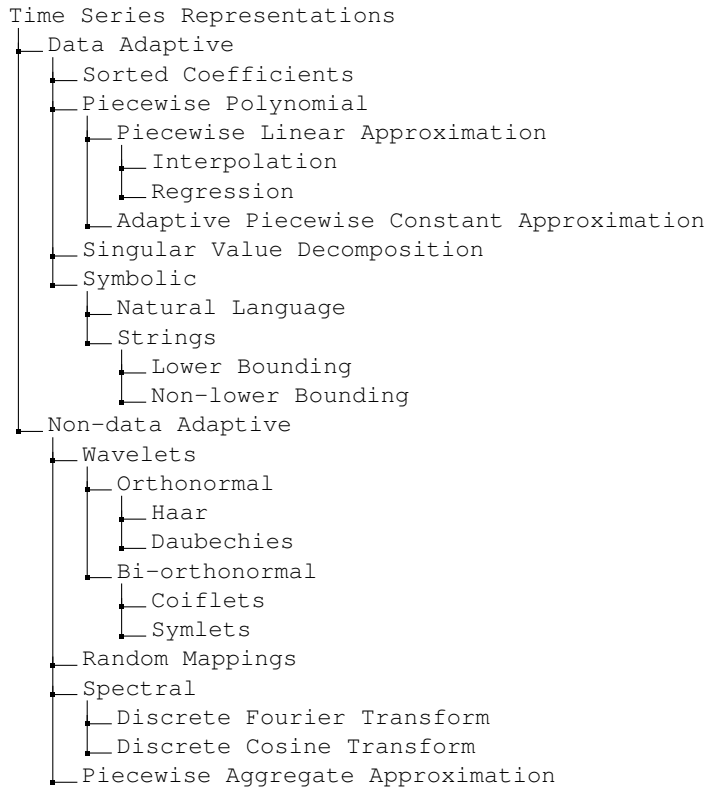 Time Series Representations
Data Adaptive
Sorted Coefficients
Piecewise Polynomial
Piecewise Linear Approximation
Interpolation
Regression
Adaptive Piecewise Constant Approximation
Singular Value Decomposition
Symbolic
Natural Language
Strings
Lower Bounding
Non-lower Bounding
Non-data Adaptive
Wavelets
Orthonormal
Haar
Daubechies
Bi-orthonormal
Coiflets
Symlets
Random Mappings
Spectral
Discrete Fourier Transform
Discrete Cosine Transform
Piecewise Aggregate Approximation